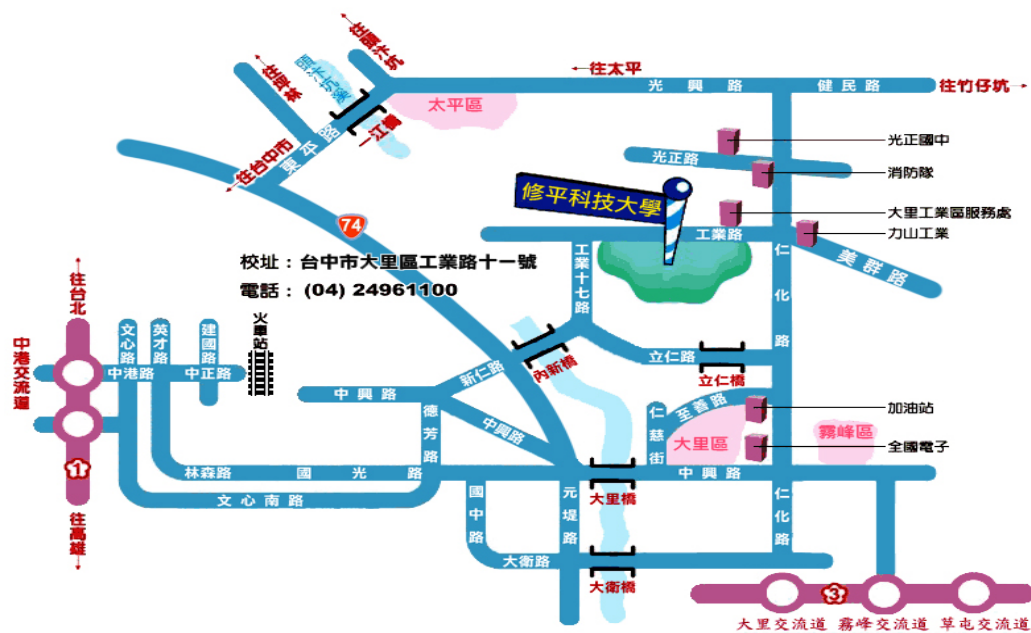 往頭汴坑
往坪林
頭汴坑溪
往太平
光興路
健民路
往竹仔坑
太平區
一江橋
東平路
往台中市
光正國中
光正路
消防隊
修平科技大學
大里工業區服務處
74
工業路
力山工業
美群路
校址：台中市大里區工業路十一號
電話：(04) 24961100
工業十七路
仁化路
往台北
中港交流道
文心路
英才路
建國路
火車站
中港路
中正路
新仁路
內新橋
立仁路
立仁橋
中興路
德芳路
中興路
仁慈街
至善路
加油站
大里區
霧峰區
全國電子
1
林森路
國光路
大里橋
中興路
文心南路
國中路
元堤路
仁化路
往高雄
大衛路
大衛橋
3
大里交流道
霧峰交流道
草屯交流道